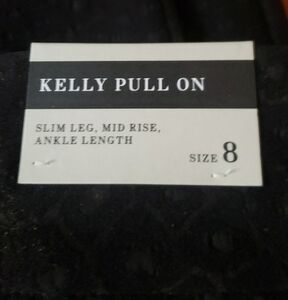 KELLY PULL ON
SLIM LEG, MID RISE,
ANKLE LENGTH
SIZE 8